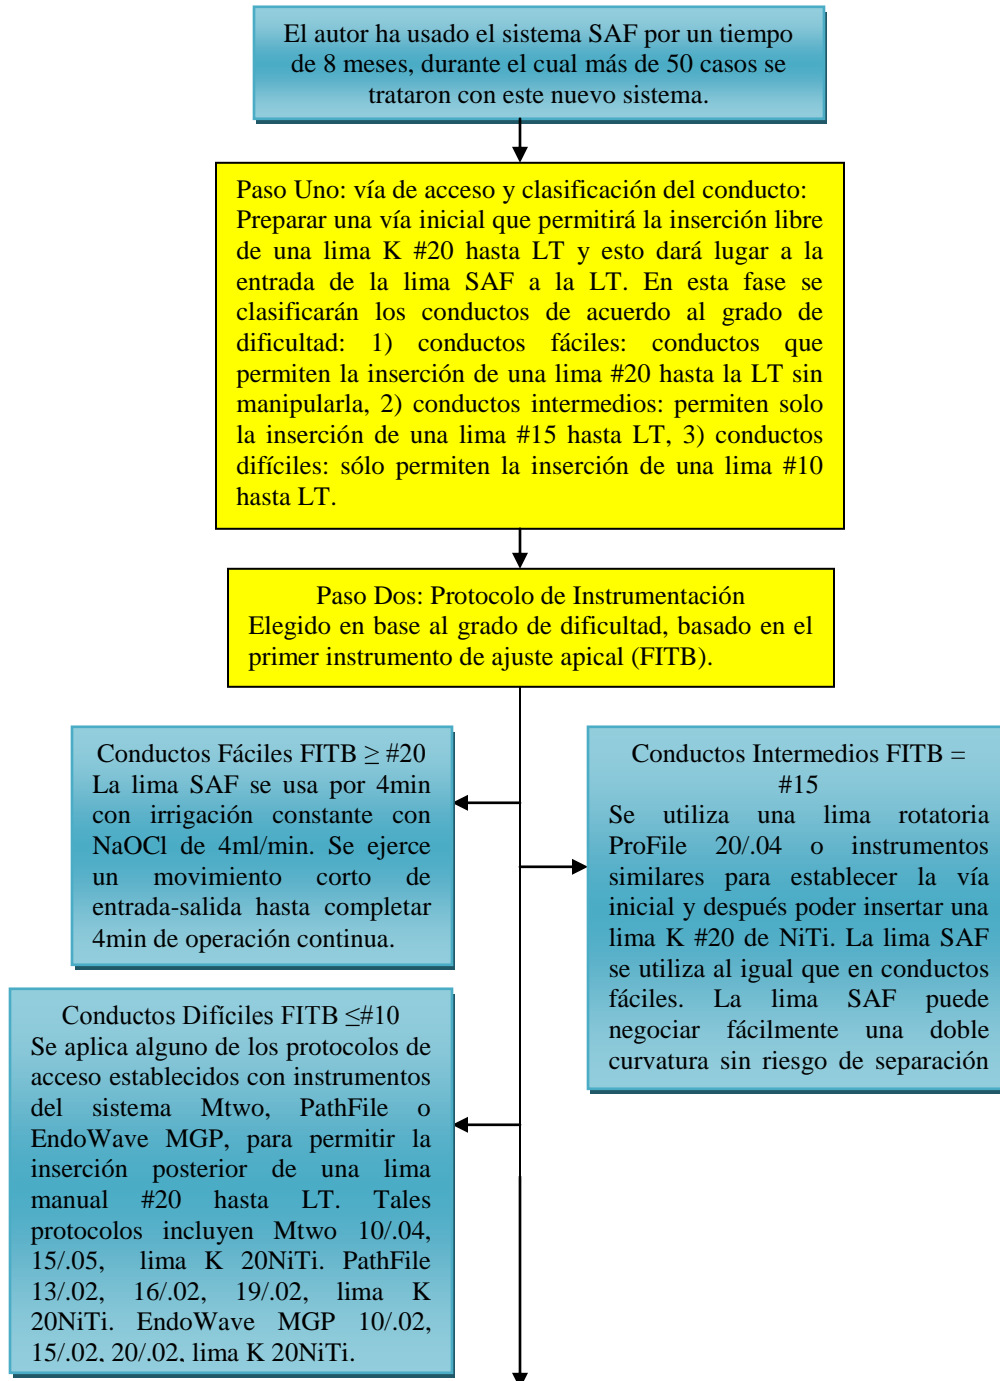 El autor ha usado el sistema SAF por un tiempo
de 8 meses, durante el cual más de 50 casos se
trataron con este nuevo sistema.
Paso Uno: vía de acceso y clasificación del conducto:
Preparar una vía inicial que permitirá la inserción libre
de una lima K #20 hasta LT y esto dará lugar a la
entrada de la lima SAF a la LT. En esta fase se
clasificarán los conductos de acuerdo al grado de
dificultad: 1) conductos fáciles: conductos que
permiten la inserción de una lima #20 hasta la LT sin
manipularla, 2) conductos intermedios: permiten solo
la inserción de una lima #15 hasta LT, 3) conductos
difíciles: sólo permiten la inserción de una lima #10
hasta LT.
Paso Dos: Protocolo de Instrumentación
Elegido en base al grado de dificultad, basado en el
primer instrumento de ajuste apical (FITB).
Conductos Fáciles FITB ≥ #20
La lima SAF se usa por 4min
con irrigación constante con
NaOCl de 4ml/min. Se ejerce
un movimiento corto de
entrada-salida hasta completar
4min de operación continua.
Conductos Intermedios FITB =
#15
Se utiliza una lima rotatoria
ProFile 20/.04 o instrumentos
similares para establecer la vía
inicial y después poder insertar una
lima K #20 de NiTi. La lima SAF
se utiliza al igual que en conductos
fáciles. La lima SAF puede
negociar fácilmente una doble
curvatura sin riesgo de separación
Conductos Difíciles FITB ≤#10
Se aplica alguno de los protocolos de
acceso establecidos con instrumentos
del sistema Mtwo, PathFile o
EndoWave MGP, para permitir la
inserción posterior de una lima
manual #20 hasta LT. Tales
protocolos incluyen Mtwo 10/.04,
15/.05, lima K 20NiTi. PathFile
13/.02, 16/.02, 19/.02, lima K
20NiTi. EndoWave MGP 10/.02,
15/.02, 20/.02, lima K 20NiTi.